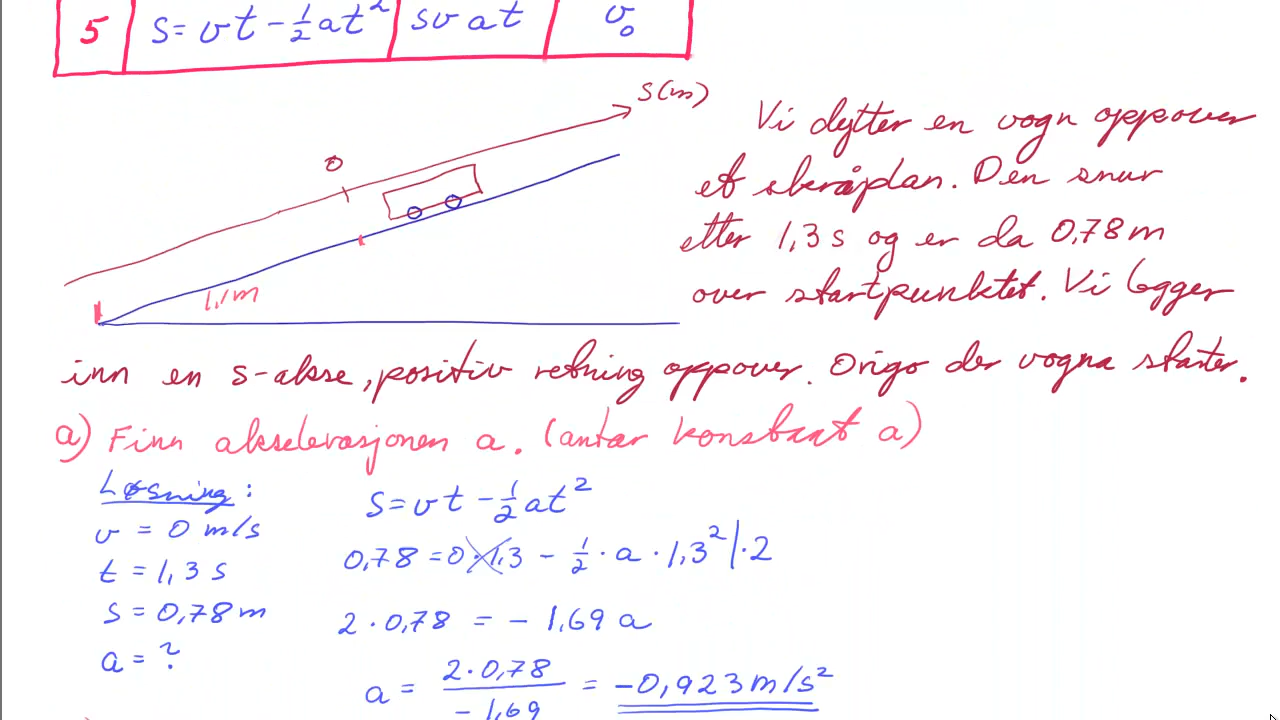 5 s = vt - ½at² s v a t v₀
s(m)
0
1,1m
Vi dytter en vogn oppover
et skråplan. Den snur
etter 1,3 s og er da 0,78 m
over startpunktet. Vi legger
inn en s-akse, positiv retning oppover. Origo der vogna starter.
a) Finn akselerasjonen a. (antar konstant a)
Løsning:
v = 0 m/s
t = 1,3 s
s = 0,78 m
a = ?
s = vt - ½at²
0,78 = 0·1,3 - ½ · a · 1,3² |·2
2 · 0,78 = - 1,69 a
a = 2·0,78 / -1,69 = -0,923 m/s²